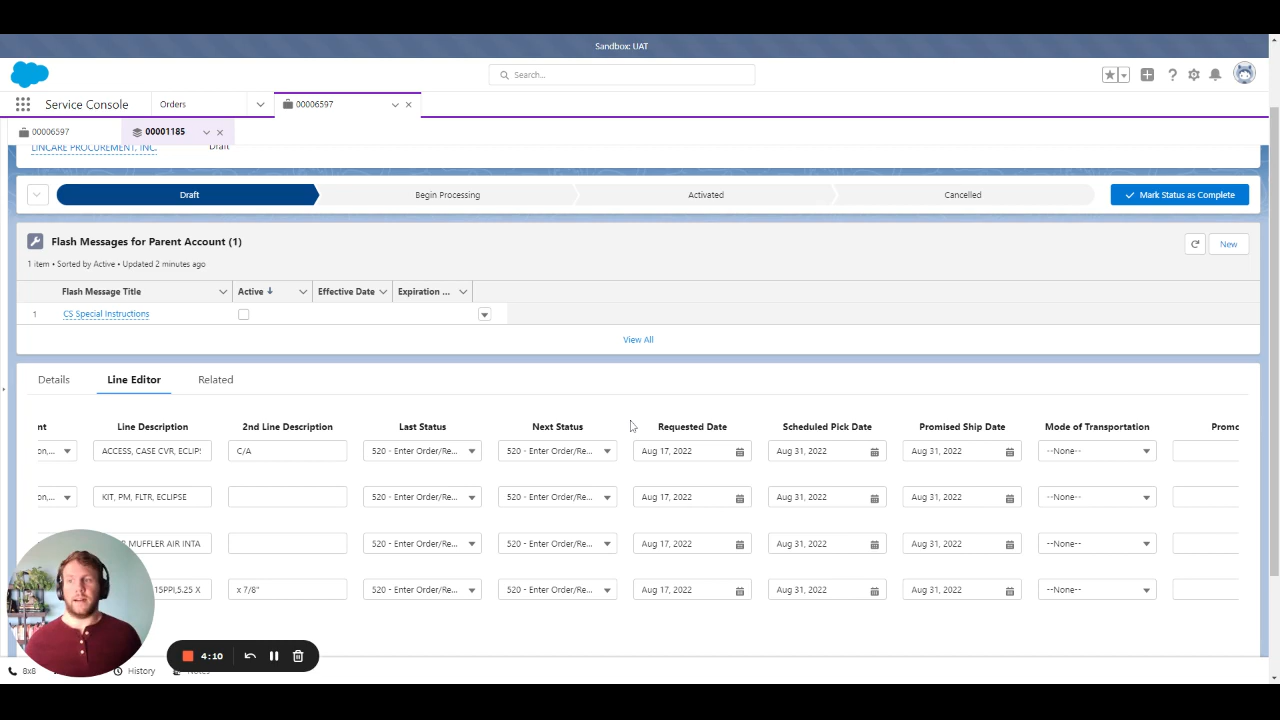 Sandbox: UAT
Search...
Service Console
Orders
00006597
00006597
00001185
LINCARE PROCUREMENT, INC.
Draft
Draft
Begin Processing
Activated
Cancelled
Mark Status as Complete
Flash Messages for Parent Account (1)
1 item • Sorted by Active • Updated 2 minutes ago
New
Flash Message Title
Active
Effective Date
Expiration ...
1
CS Special Instructions
View All
Details
Line Editor
Related
nt
Line Description
2nd Line Description
Last Status
Next Status
Requested Date
Scheduled Pick Date
Promised Ship Date
Mode of Transportation
Promo
on,...
ACCESS, CASE CVR, ECLIP
C/A
520 - Enter Order/Re...
520 - Enter Order/Re...
Aug 17, 2022
Aug 31, 2022
Aug 31, 2022
--None--
on,...
KIT, PM, FLTR, ECLIPSE
520 - Enter Order/Re...
520 - Enter Order/Re...
Aug 17, 2022
Aug 31, 2022
Aug 31, 2022
--None--
MUFFLER AIR INTA
520 - Enter Order/Re...
520 - Enter Order/Re...
Aug 17, 2022
Aug 31, 2022
Aug 31, 2022
--None--
15PPI,5.25 X
x 7/8"
520 - Enter Order/Re...
520 - Enter Order/Re...
Aug 17, 2022
Aug 31, 2022
Aug 31, 2022
--None--
4:10
8x8
History
Notes